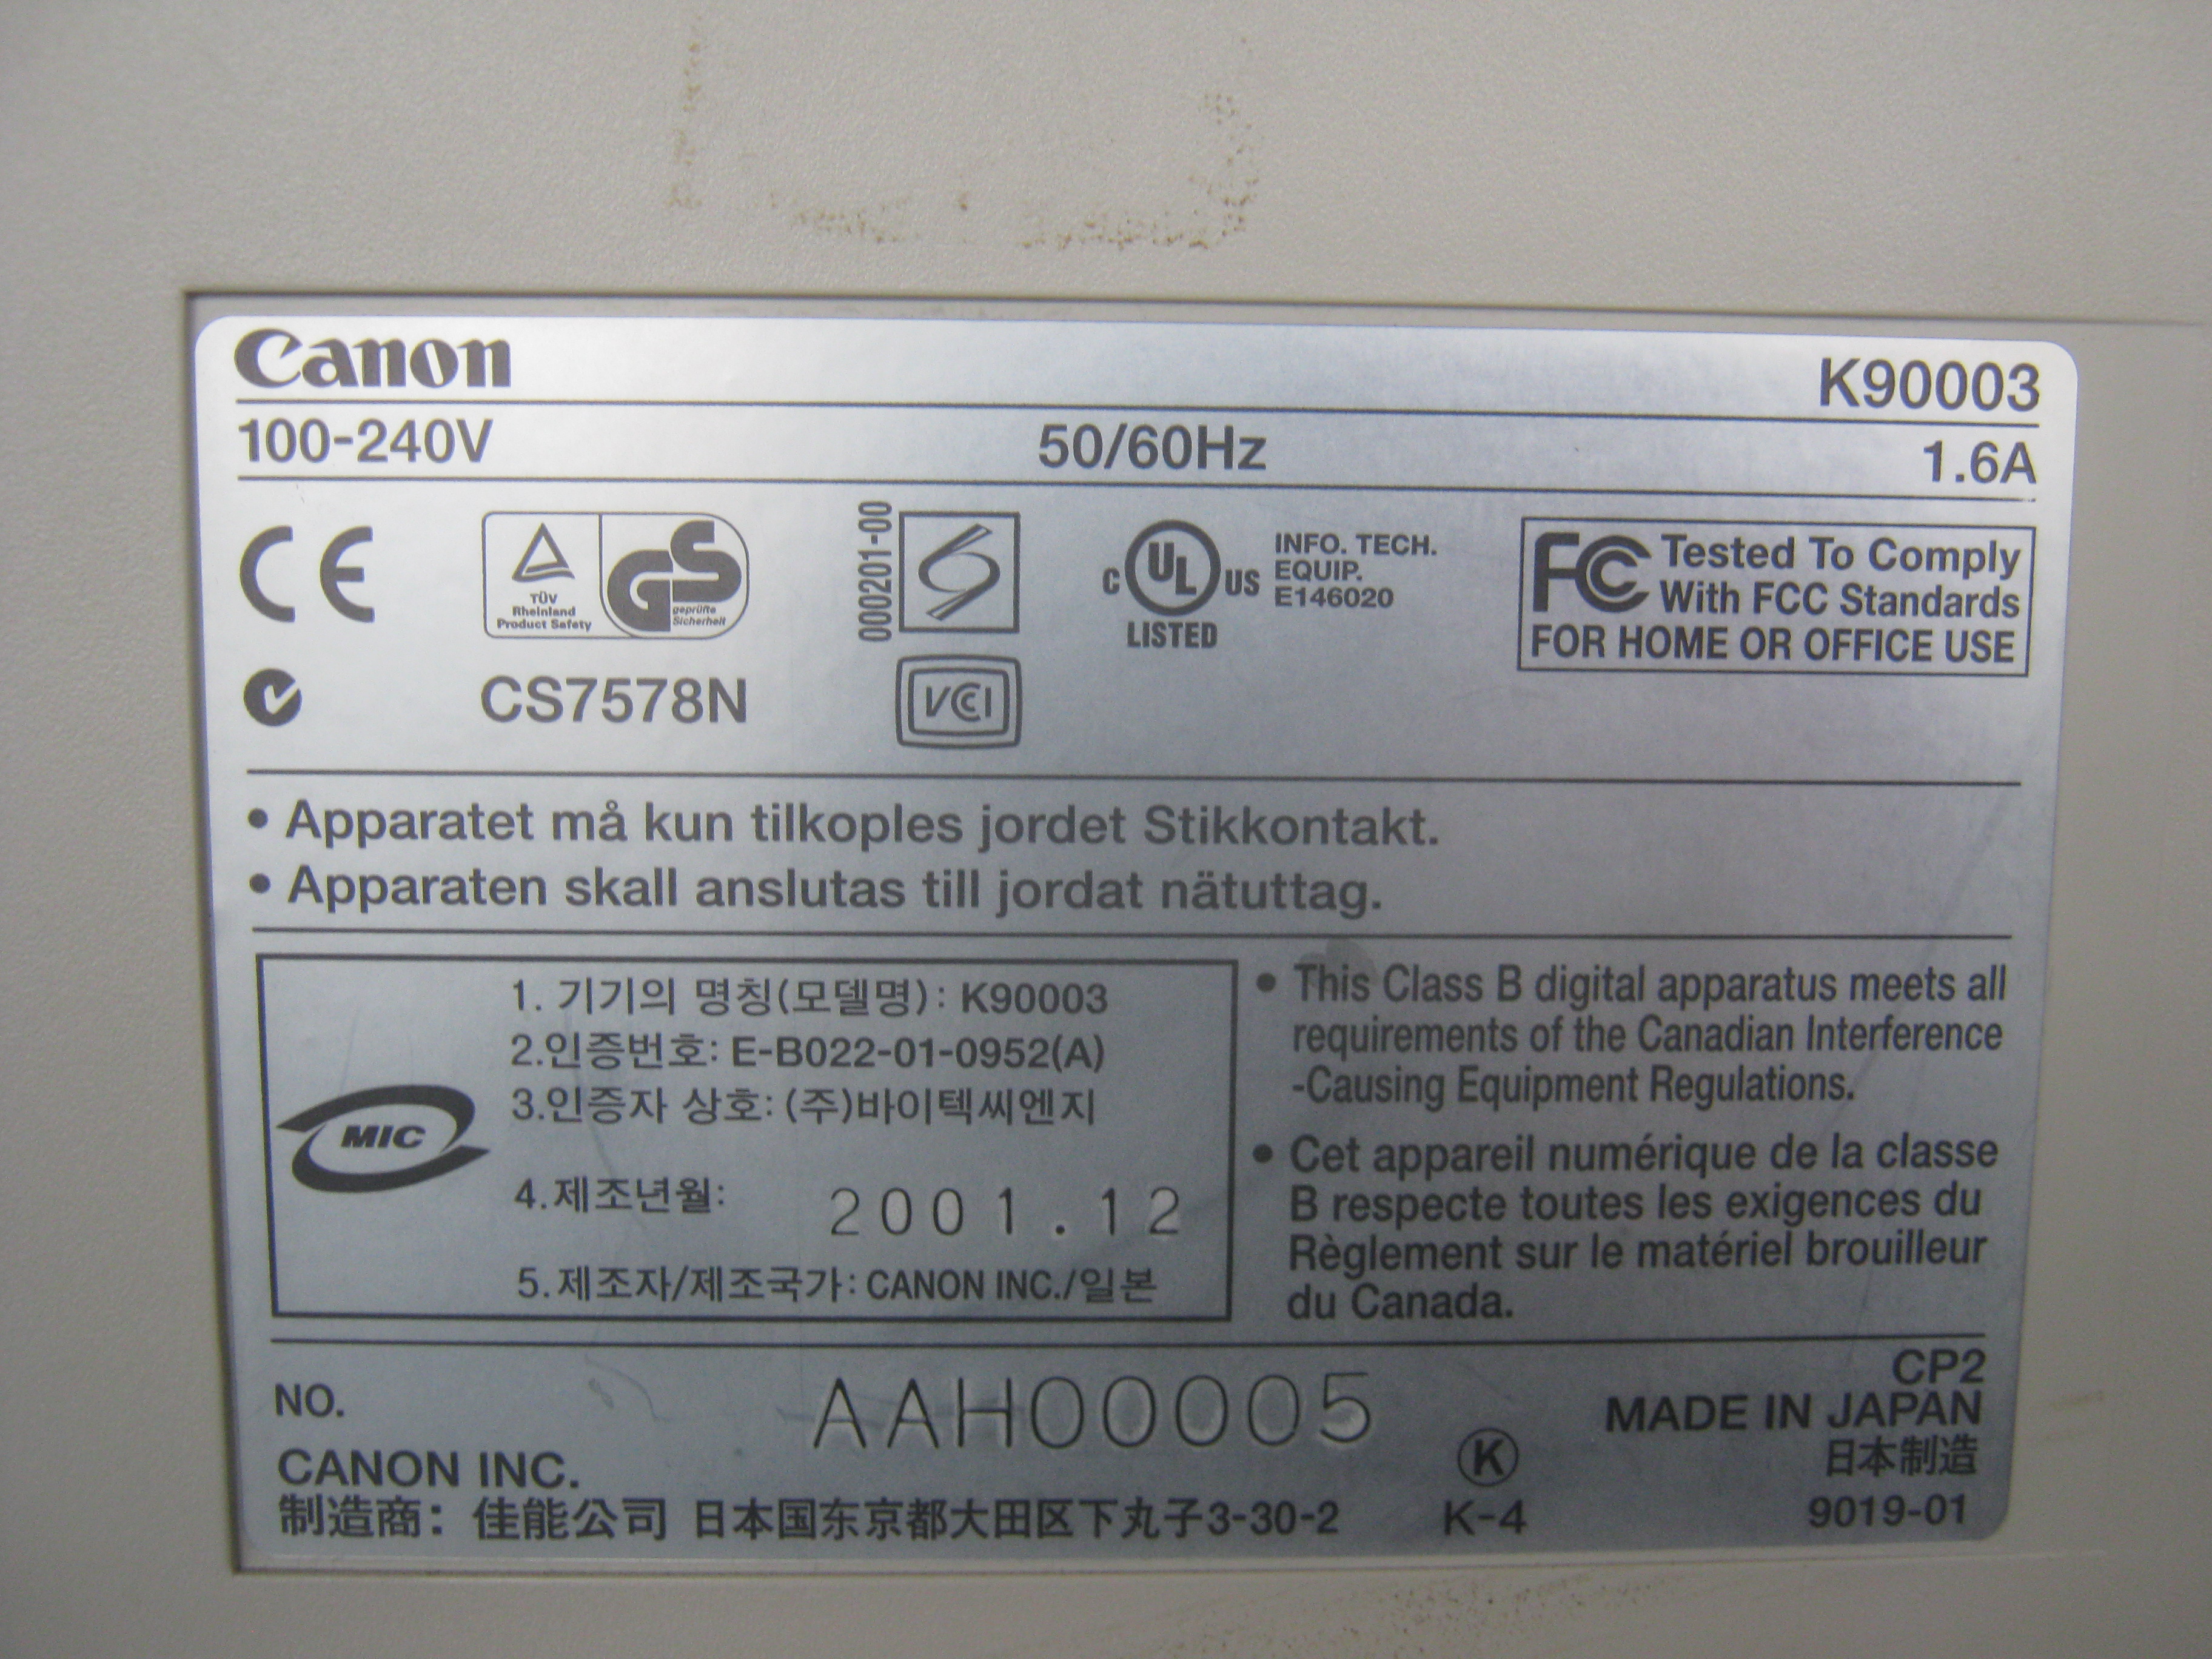 Canon
K90003
100-240V 50/60Hz 1.6A
CE
TÜV
Rheinland
Product Safety
GS
geprüfte
Sicherheit
000201-00
C UL US
LISTED
INFO. TECH.
EQUIP.
E146020
FC Tested To Comply
With FCC Standards
FOR HOME OR OFFICE USE
CS7578N
VCCI
• Apparatet må kun tilkoples jordet Stikkontakt.
• Apparaten skall anslutas till jordat nätuttag.
MIC
1. 기기의 명칭(모델명): K90003
2.인증번호: E-B022-01-0952(A)
3.인증자 상호: (주)바이텍씨엔지
4.제조년월: 2001.12
5.제조자/제조국가: CANON INC./일본
• This Class B digital apparatus meets all
requirements of the Canadian Interference
-Causing Equipment Regulations.
• Cet appareil numérique de la classe
B respecte toutes les exigences du
Règlement sur le matériel brouilleur
du Canada.
NO. AAH00005
CP2
MADE IN JAPAN
日本制造
CANON INC.
制造商：佳能公司 日本国东京都大田区下丸子3-30-2
K
K-4
9019-01